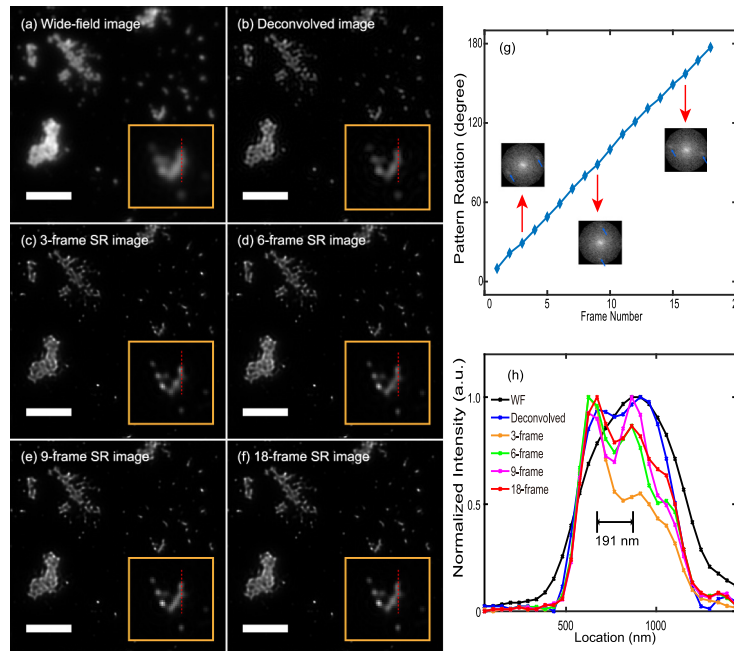 (a) Wide-field image
(b) Deconvolved image
(c) 3-frame SR image
(d) 6-frame SR image
(e) 9-frame SR image
(f) 18-frame SR image
(g)
Pattern Rotation (degree)
180
120
60
0
0
5
10
15
2
Frame Number
(h)
Normalized Intensity (a.u.)
1.0
0.5
0
WF
Deconvolved
3-frame
6-frame
9-frame
18-frame
191 nm
500
1000
Location (nm)